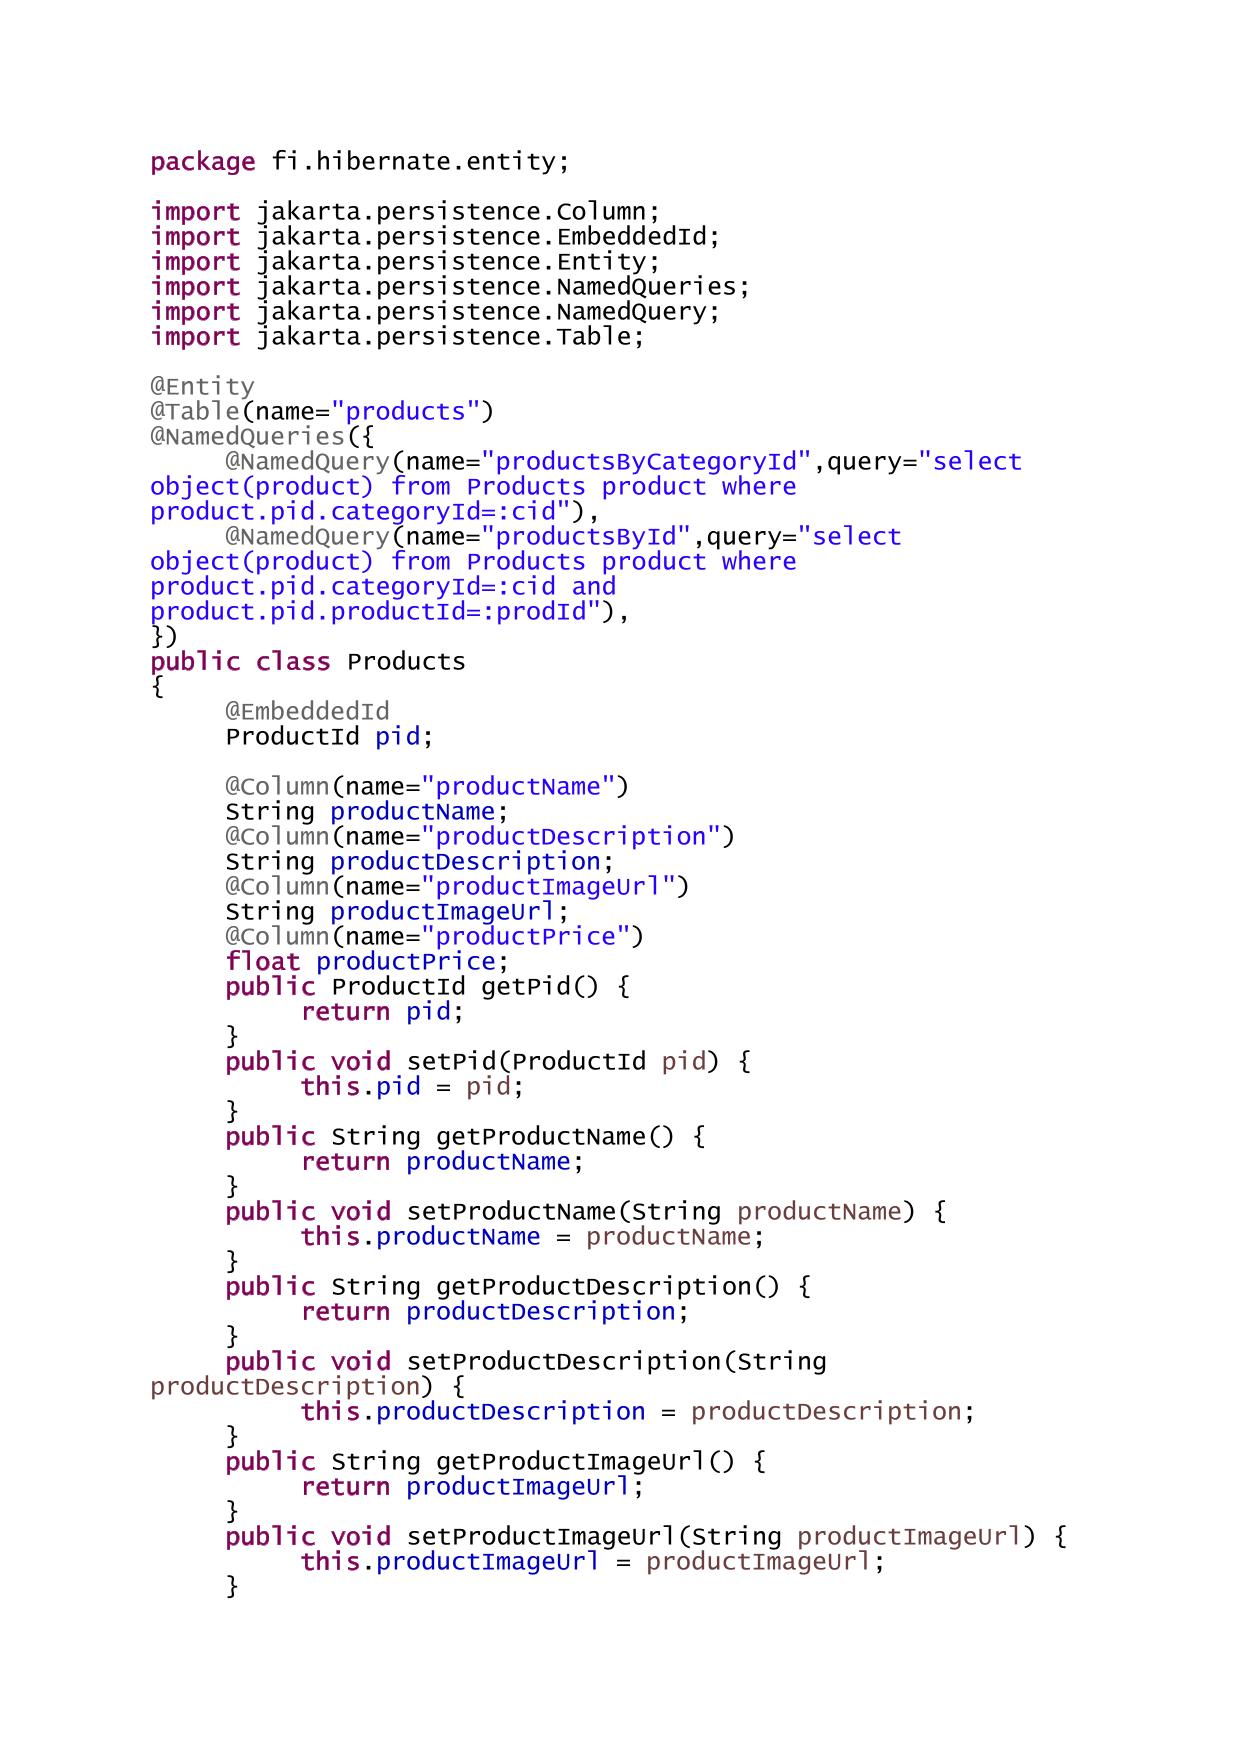 package fi.hibernate.entity;
import jakarta.persistence.Column;
import jakarta.persistence.EmbeddedId;
import jakarta.persistence.Entity;
import jakarta.persistence.NamedQueries;
import jakarta.persistence.NamedQuery;
import jakarta.persistence.Table;
@Entity
@Table(name="products")
@NamedQueries({
@NamedQuery(name="productsByCategoryId",query="select
object(product) from Products product where
product.pid.categoryId=:cid"),
@NamedQuery(name="productsById",query="select
object(product) from Products product where
product.pid.categoryId=:cid and
product.pid.productId=:prodId"),
})
public class Products
{
@EmbeddedId
ProductId pid;
@Column(name="productName")
String productName;
@Column(name="productDescription")
String productDescription;
@Column(name="productImageUrl")
String productImageUrl;
@Column(name="productPrice")
float productPrice;
public ProductId getPid() {
return pid;
}
public void setPid(ProductId pid) {
this.pid = pid;
}
public String getProductName() {
return productName;
}
public void setProductName(String productName) {
this.productName = productName;
}
public String getProductDescription() {
return productDescription;
}
public void setProductDescription(String
productDescription) {
this.productDescription = productDescription;
}
public String getProductImageUrl() {
return productImageUrl;
}
public void setProductImageUrl(String productImageUrl) {
this.productImageUrl = productImageUrl;
}